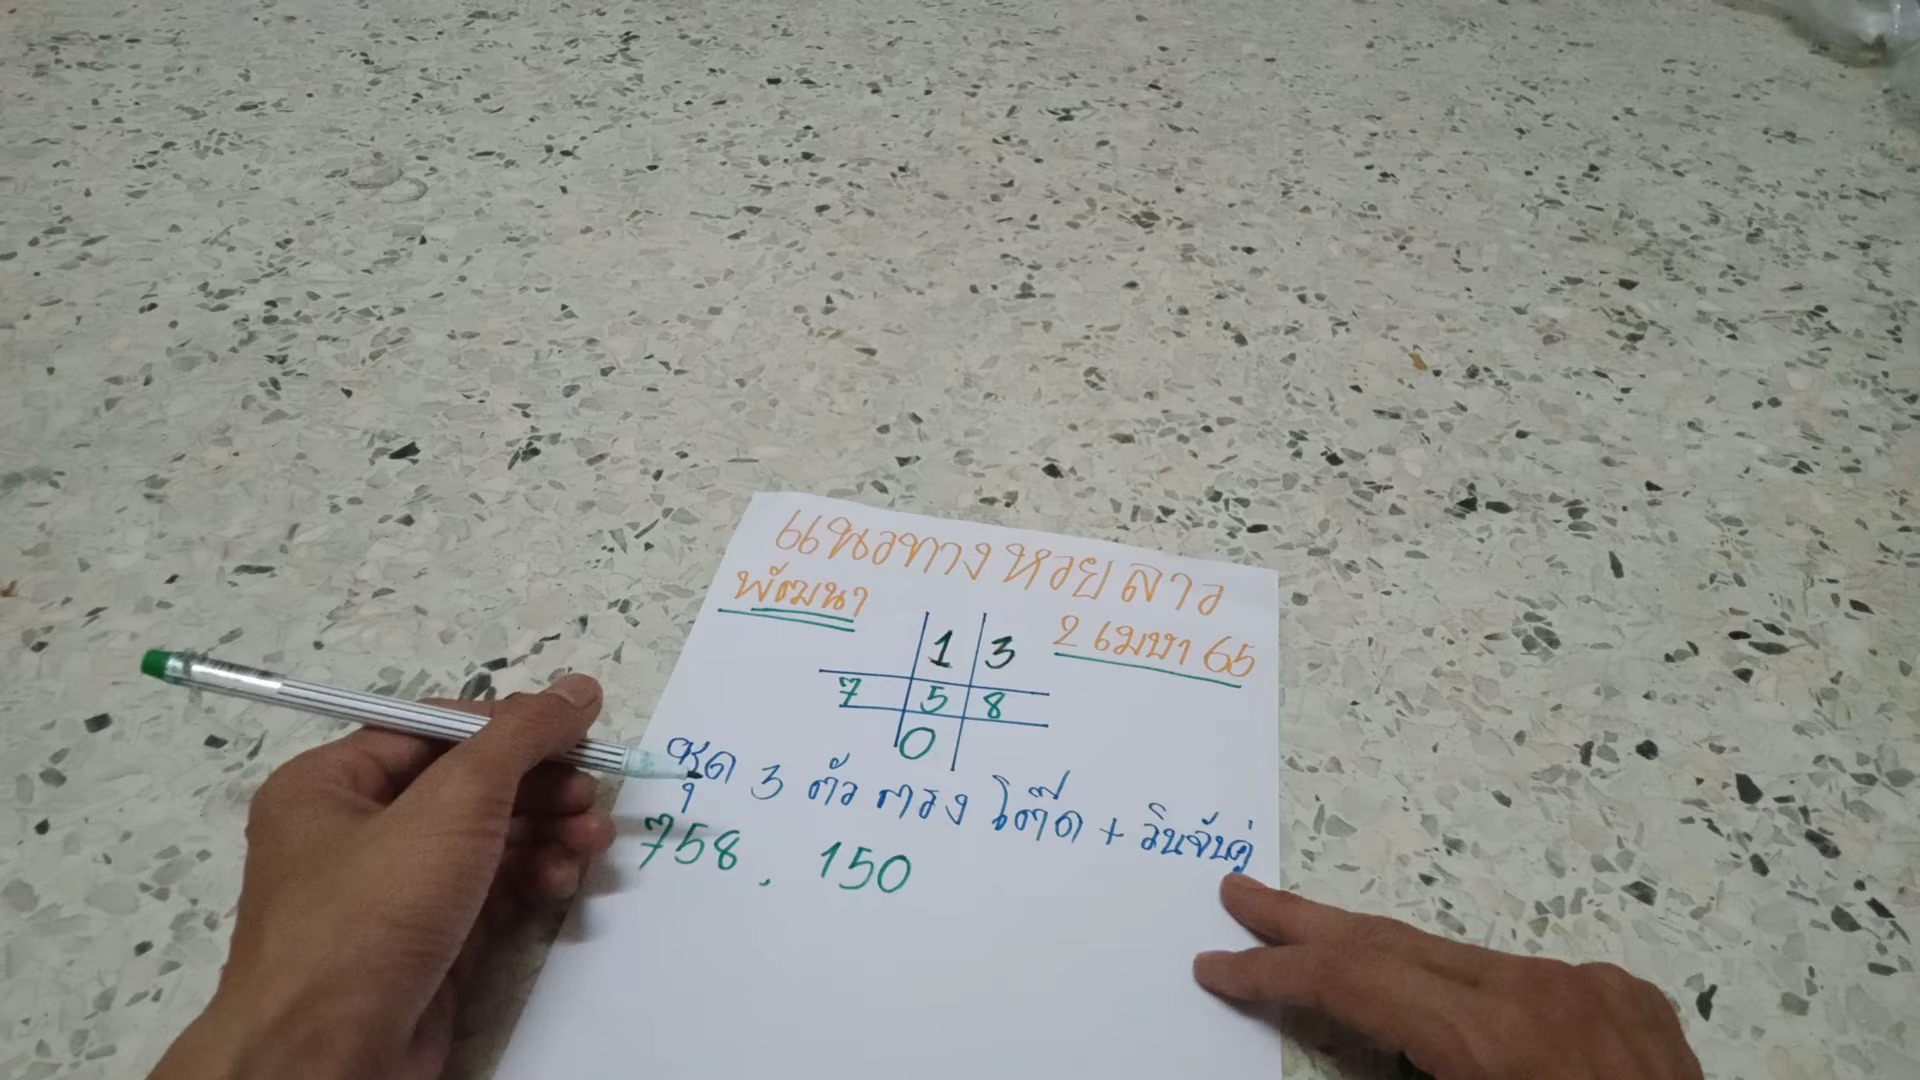 แนวทาง หวย ลาว
พัฒนา
2 เมษา 65
1 3
7 5 8
0
ชุด 3 ตัว ตรง โต๊ด + วินจับคู่
758 . 150